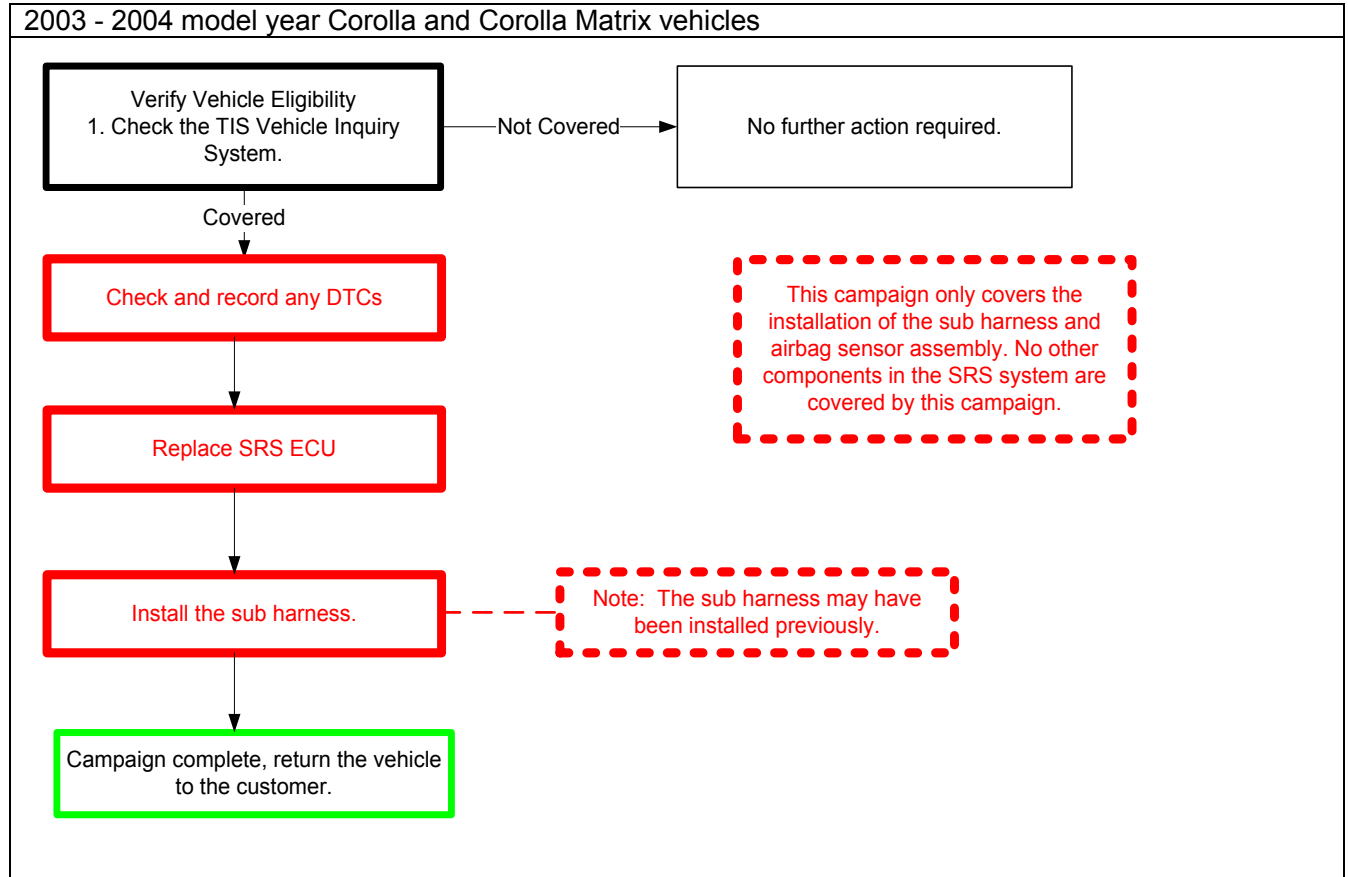 2003 - 2004 model year Corolla and Corolla Matrix vehicles
Verify Vehicle Eligibility
1. Check the TIS Vehicle Inquiry
System.
Not Covered
No further action required.
Covered
Check and record any DTCs
This campaign only covers the
installation of the sub harness and
airbag sensor assembly. No other
components in the SRS system are
covered by this campaign.
Replace SRS ECU
Install the sub harness.
Note:  The sub harness may have
been installed previously.
Campaign complete, return the vehicle
to the customer.